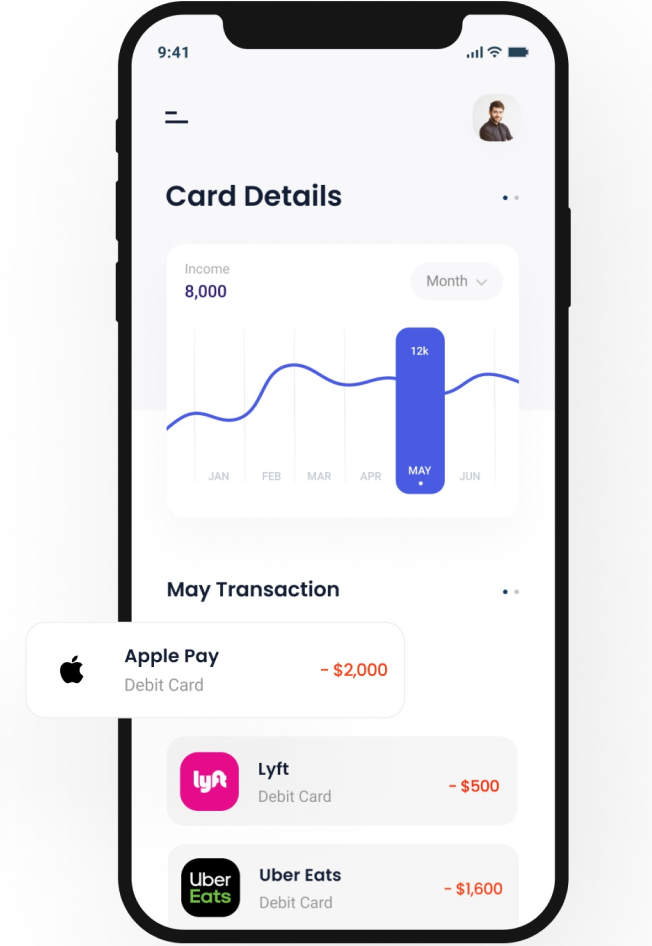 9:41
Card Details
Income
8,000
Month
12k
JAN FEB MAR APR MAY JUN
May Transaction
Apple Pay
Debit Card
- $2,000
lyft
Lyft
Debit Card
- $500
Uber
Eats
Uber Eats
Debit Card
- $1,600